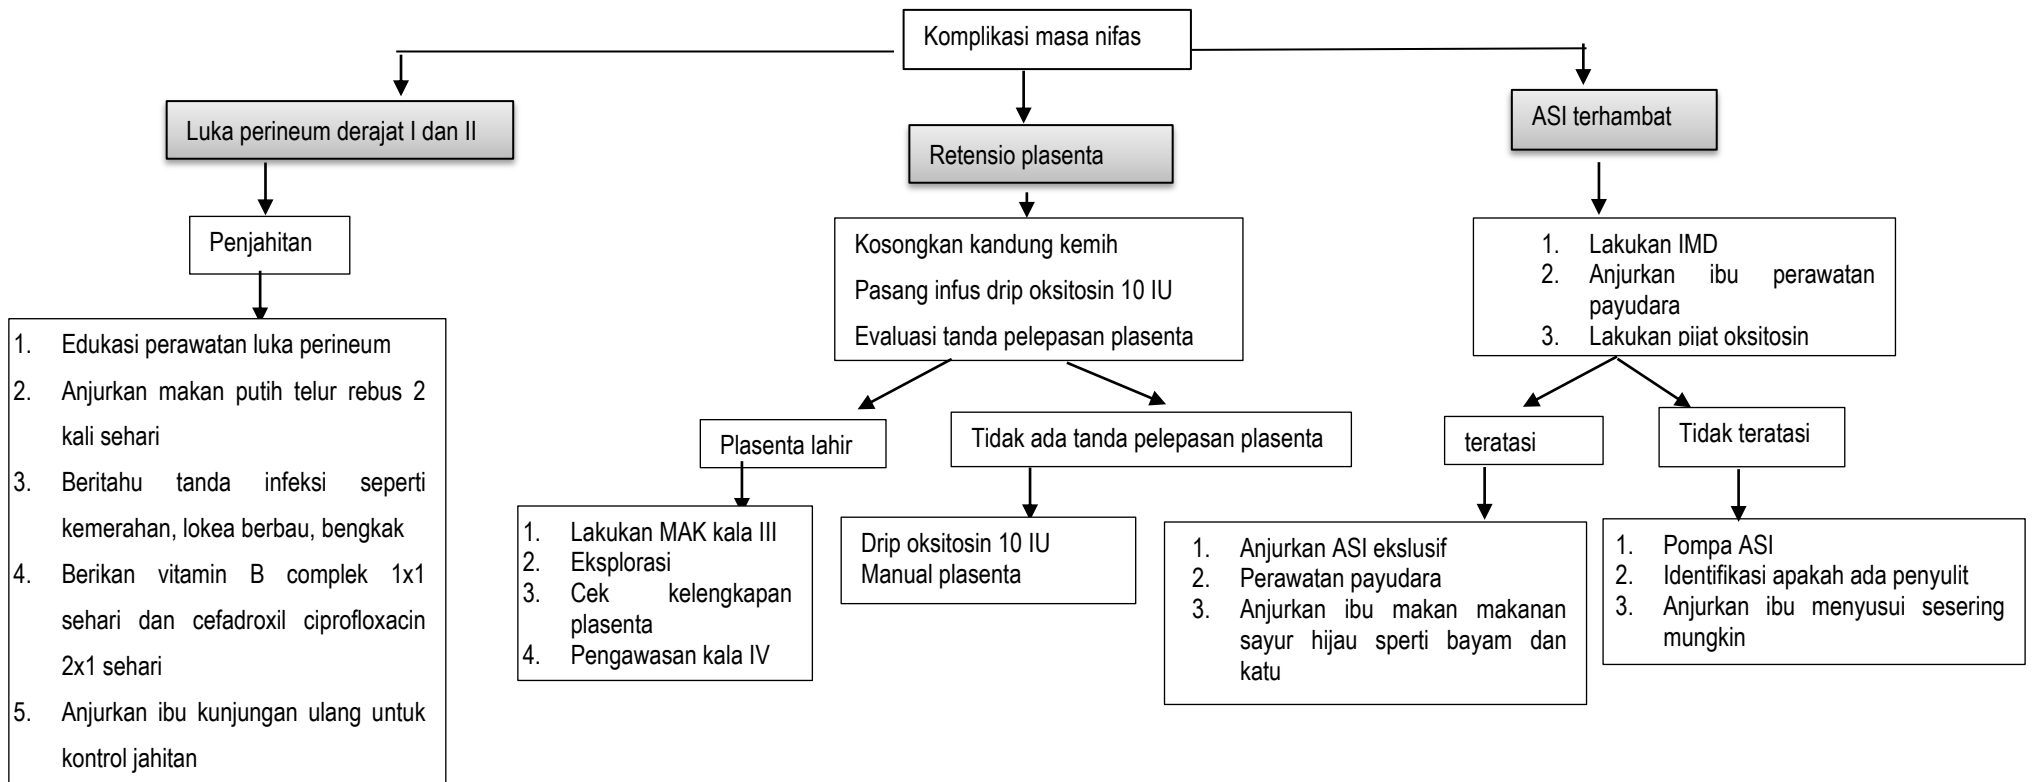 Komplikasi masa nifas
Luka perineum derajat I dan II
Penjahitan
1. Edukasi perawatan luka perineum
2. Anjurkan makan putih telur rebus 2
kali sehari
3. Beritahu tanda infeksi seperti
kemerahan, lokea berbau, bengkak
4. Berikan vitamin B complek 1x1
sehari dan cefadroxil ciprofloxacin
2x1 sehari
5. Anjurkan ibu kunjungan ulang untuk
kontrol jahitan
Retensio plasenta
Kosongkan kandung kemih
Pasang infus drip oksitosin 10 IU
Evaluasi tanda pelepasan plasenta
Plasenta lahir
1. Lakukan MAK kala III
2. Eksplorasi
3. Cek kelengkapan
plasenta
4. Pengawasan kala IV
Tidak ada tanda pelepasan plasenta
Drip oksitosin 10 IU
Manual plasenta
ASI terhambat
1. Lakukan IMD
2. Anjurkan ibu perawatan
payudara
3. Lakukan pijat oksitosin
teratasi
1. Anjurkan ASI ekslusif
2. Perawatan payudara
3. Anjurkan ibu makan makanan
sayur hijau sperti bayam dan
katu
Tidak teratasi
1. Pompa ASI
2. Identifikasi apakah ada penyulit
3. Anjurkan ibu menyusui sesering
mungkin